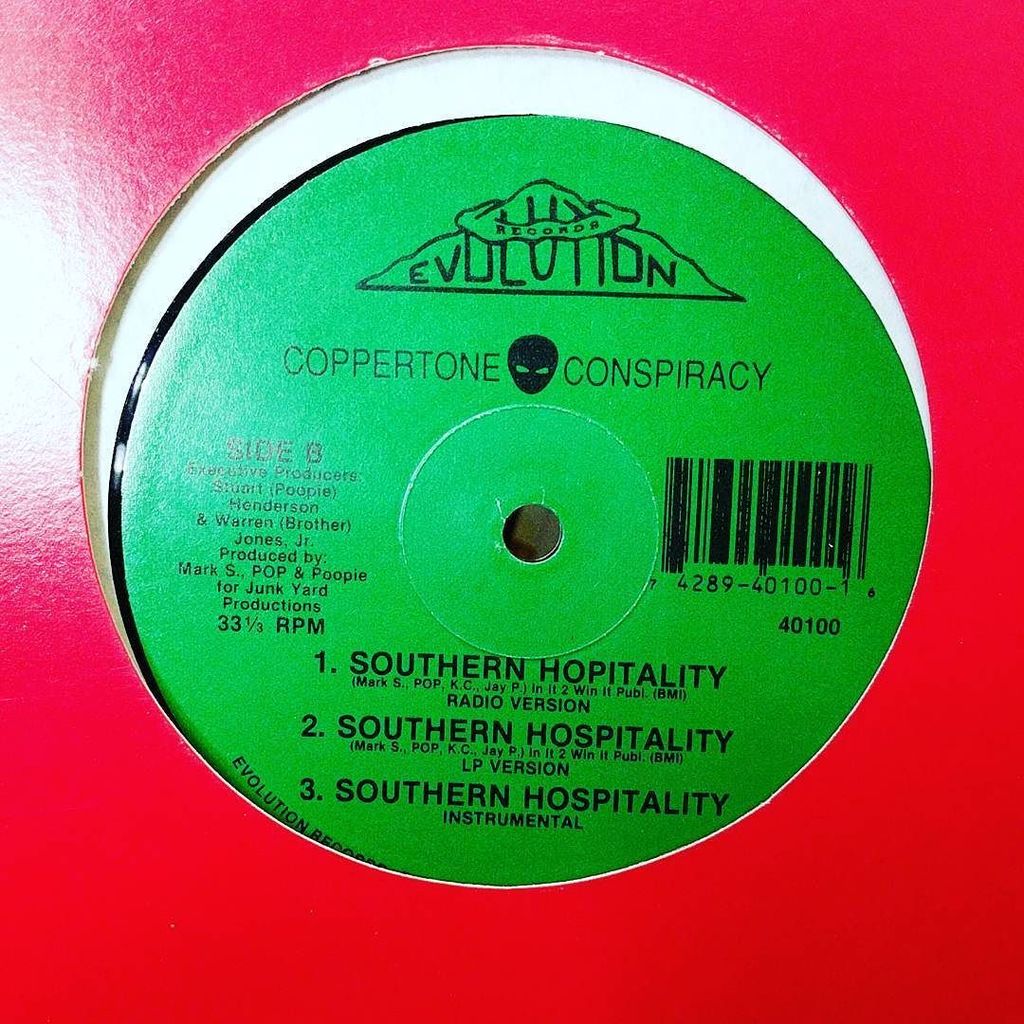 RECORDS
EVOLUTION
COPPERTONE CONSPIRACY
SIDE B
Executive Producers:
Stuart (Poopie)
Henderson
& Warren (Brother)
Jones, Jr.
Produced by:
Mark S., POP & Poopie
for Junk Yard
Productions
33⅓ RPM
7 4289-40100-1 6
40100
1. SOUTHERN HOPITALITY
(Mark S., POP, K.C., Jay P.) In It 2 Win It Publ. (BMI)
RADIO VERSION
2. SOUTHERN HOSPITALITY
(Mark S., POP, K.C., Jay P.) In It 2 Win It Publ. (BMI)
LP VERSION
3. SOUTHERN HOSPITALITY
INSTRUMENTAL
EVOLUTION RECORDS